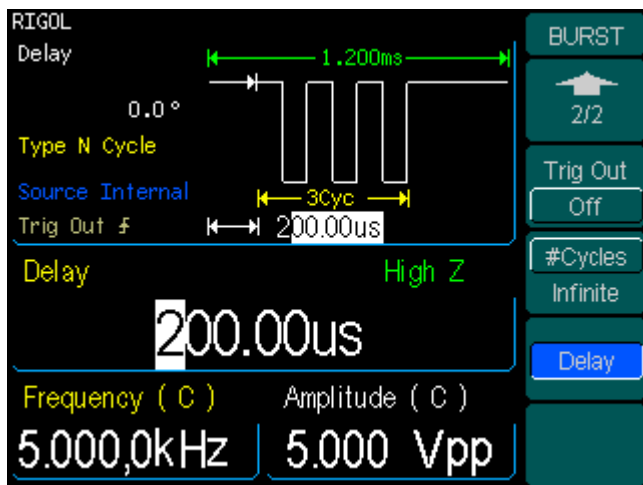 RIGOL
Delay
1.200ms
0.0°
Type N Cycle
Source Internal
3Cyc
Trig Out
200.00us
Delay
High Z
200.00us
Frequency ( C )
Amplitude ( C )
5.000,0kHz
5.000 Vpp
BURST
2/2
Trig Out
Off
#Cycles
Infinite
Delay